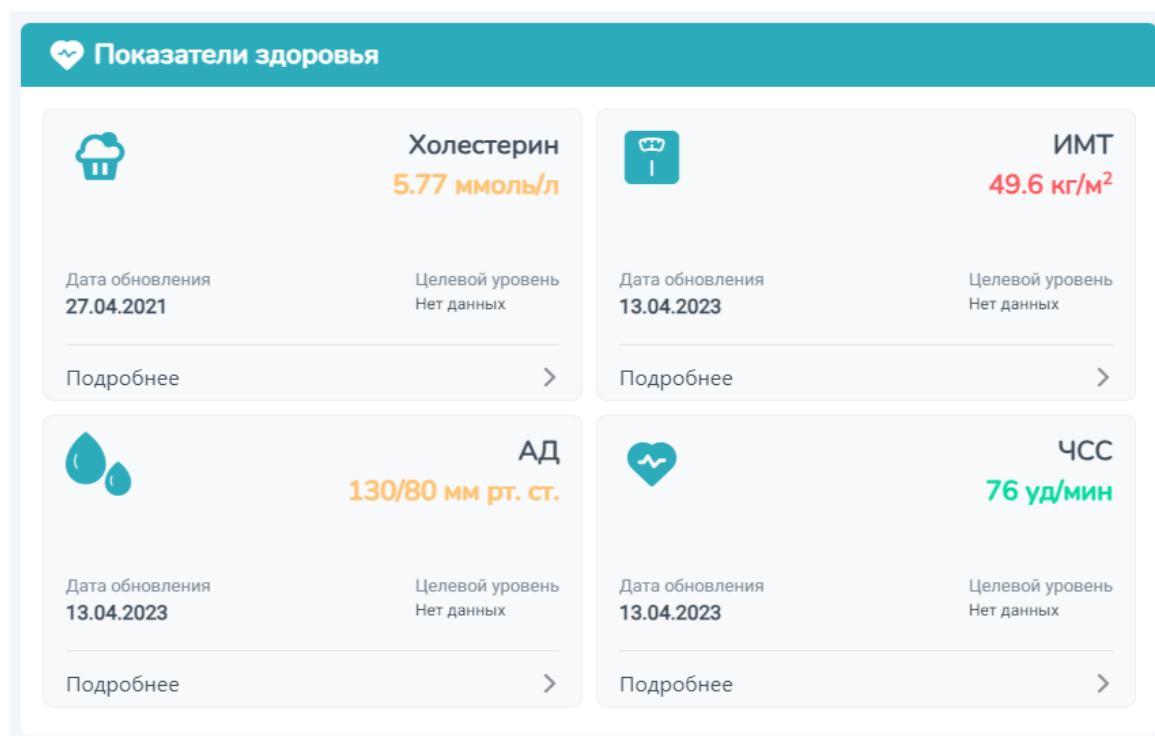 Показатели здоровья
Холестерин
5.77 ммоль/л
Дата обновления
27.04.2021
Целевой уровень
Нет данных
Подробнее
ИМТ
49.6 кг/м²
Дата обновления
13.04.2023
Целевой уровень
Нет данных
Подробнее
АД
130/80 мм рт. ст.
Дата обновления
13.04.2023
Целевой уровень
Нет данных
Подробнее
ЧСС
76 уд/мин
Дата обновления
13.04.2023
Целевой уровень
Нет данных
Подробнее